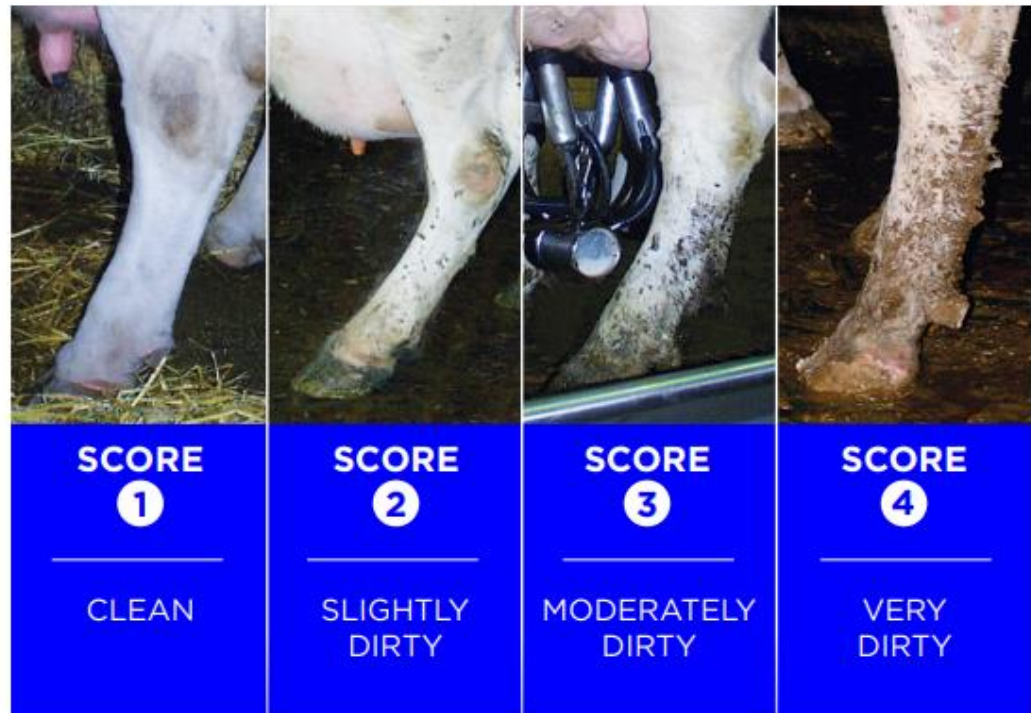 SCORE
1
CLEAN
SCORE
2
SLIGHTLY
DIRTY
SCORE
3
MODERATELY
DIRTY
SCORE
4
VERY
DIRTY